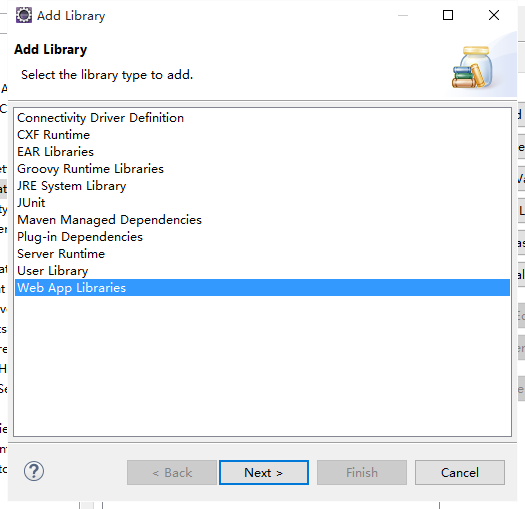 Add Library
Add Library
Select the library type to add.
Connectivity Driver Definition
CXF Runtime
EAR Libraries
Groovy Runtime Libraries
JRE System Library
JUnit
Maven Managed Dependencies
Plug-in Dependencies
Server Runtime
User Library
Web App Libraries
?
< Back
Next >
Finish
Cancel